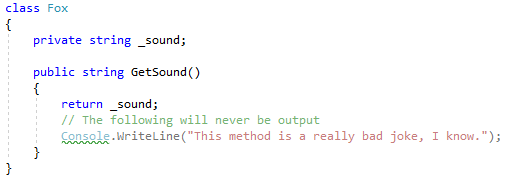 class Fox
{
    private string _sound;

    public string GetSound()
    {
        return _sound;
        // The following will never be output
        Console.WriteLine("This method is a really bad joke, I know.");
    }
}